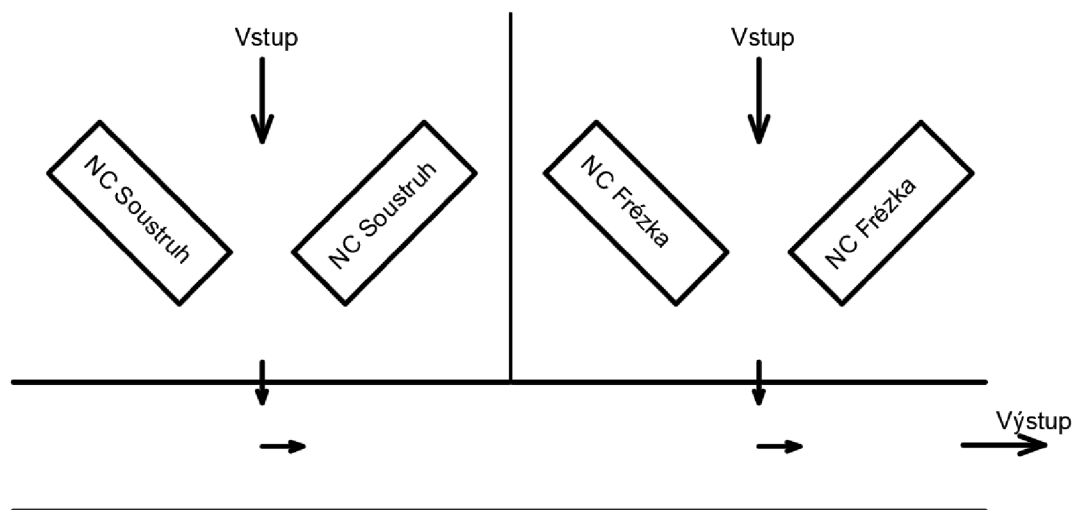 Vstup
Vstup
NC Soustruh
NC Soustruh
NC Frézka
NC Frézka
Výstup